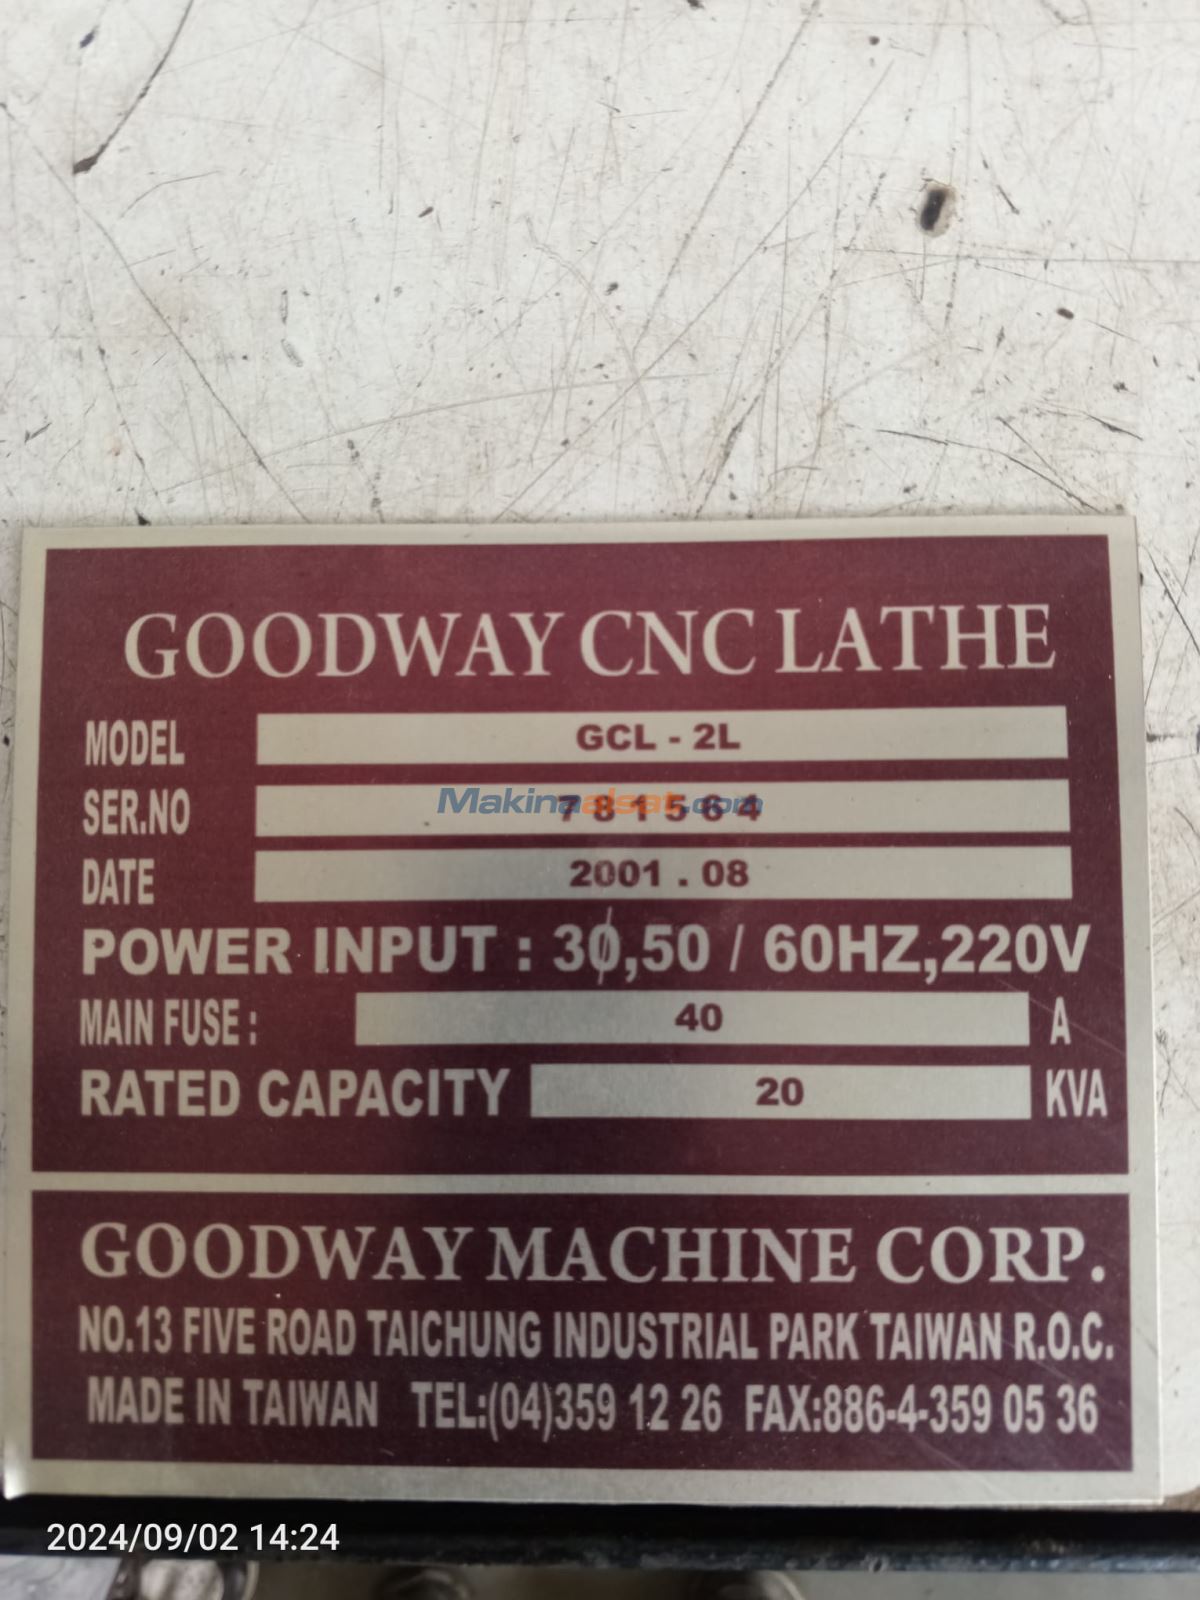 GOODWAY CNC LATHE
MODEL GCL - 2L
SER.NO 781564
Makinaalsat.com
DATE 2001 . 08
POWER INPUT : 3ϕ,50 / 60HZ,220V
MAIN FUSE : 40 A
RATED CAPACITY 20 KVA
GOODWAY MACHINE CORP.
NO.13 FIVE ROAD TAICHUNG INDUSTRIAL PARK TAIWAN R.O.C.
MADE IN TAIWAN TEL:(04)359 12 26 FAX:886-4-359 05 36
2024/09/02 14:24